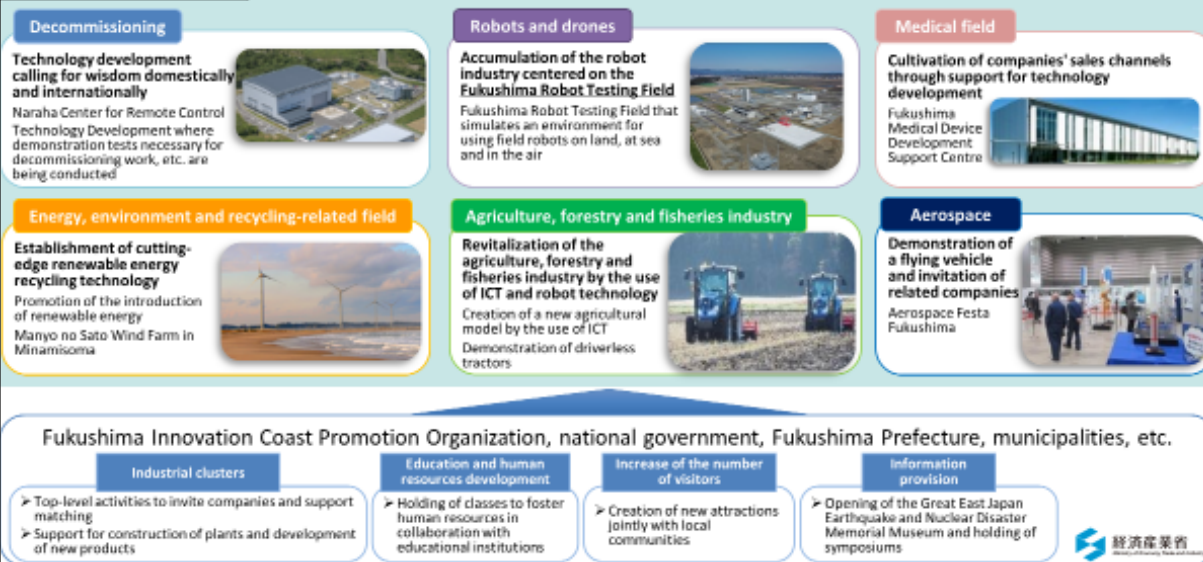 Decommissioning
Technology development
calling for wisdom domestically
and internationally
Naraha Center for Remote Control
Technology Development where
demonstration tests necessary for
decommissioning work, etc. are
being conducted
Robots and drones
Accumulation of the robot
industry centered on the
Fukushima Robot Testing Field
Fukushima Robot Testing Field that
simulates an environment for
using field robots on land, at sea
and in the air
Medical field
Cultivation of companies' sales channels
through support for technology
development
Fukushima
Medical Device
Development
Support Centre
Energy, environment and recycling-related field
Establishment of cutting-
edge renewable energy
recycling technology
Promotion of the introduction
of renewable energy
Manyo no Sato Wind Farm in
Minamisoma
Agriculture, forestry and fisheries industry
Revitalization of the
agriculture, forestry and
fisheries industry by the use
of ICT and robot technology
Creation of a new agricultural
model by the use of ICT
Demonstration of driverless
tractors
Aerospace
Demonstration of
a flying vehicle
and invitation of
related companies
Aerospace Festa
Fukushima
Fukushima Innovation Coast Promotion Organization, national government, Fukushima Prefecture, municipalities, etc.
Industrial clusters
➢ Top-level activities to invite companies and support
matching
➢ Support for construction of plants and development
of new products
Education and human
resources development
➢ Holding of classes to foster
human resources in
collaboration with
educational institutions
Increase of the number
of visitors
➢ Creation of new attractions
jointly with local
communities
Information
provision
➢ Opening of the Great East Japan
Earthquake and Nuclear Disaster
Memorial Museum and holding of
symposiums
経済産業省